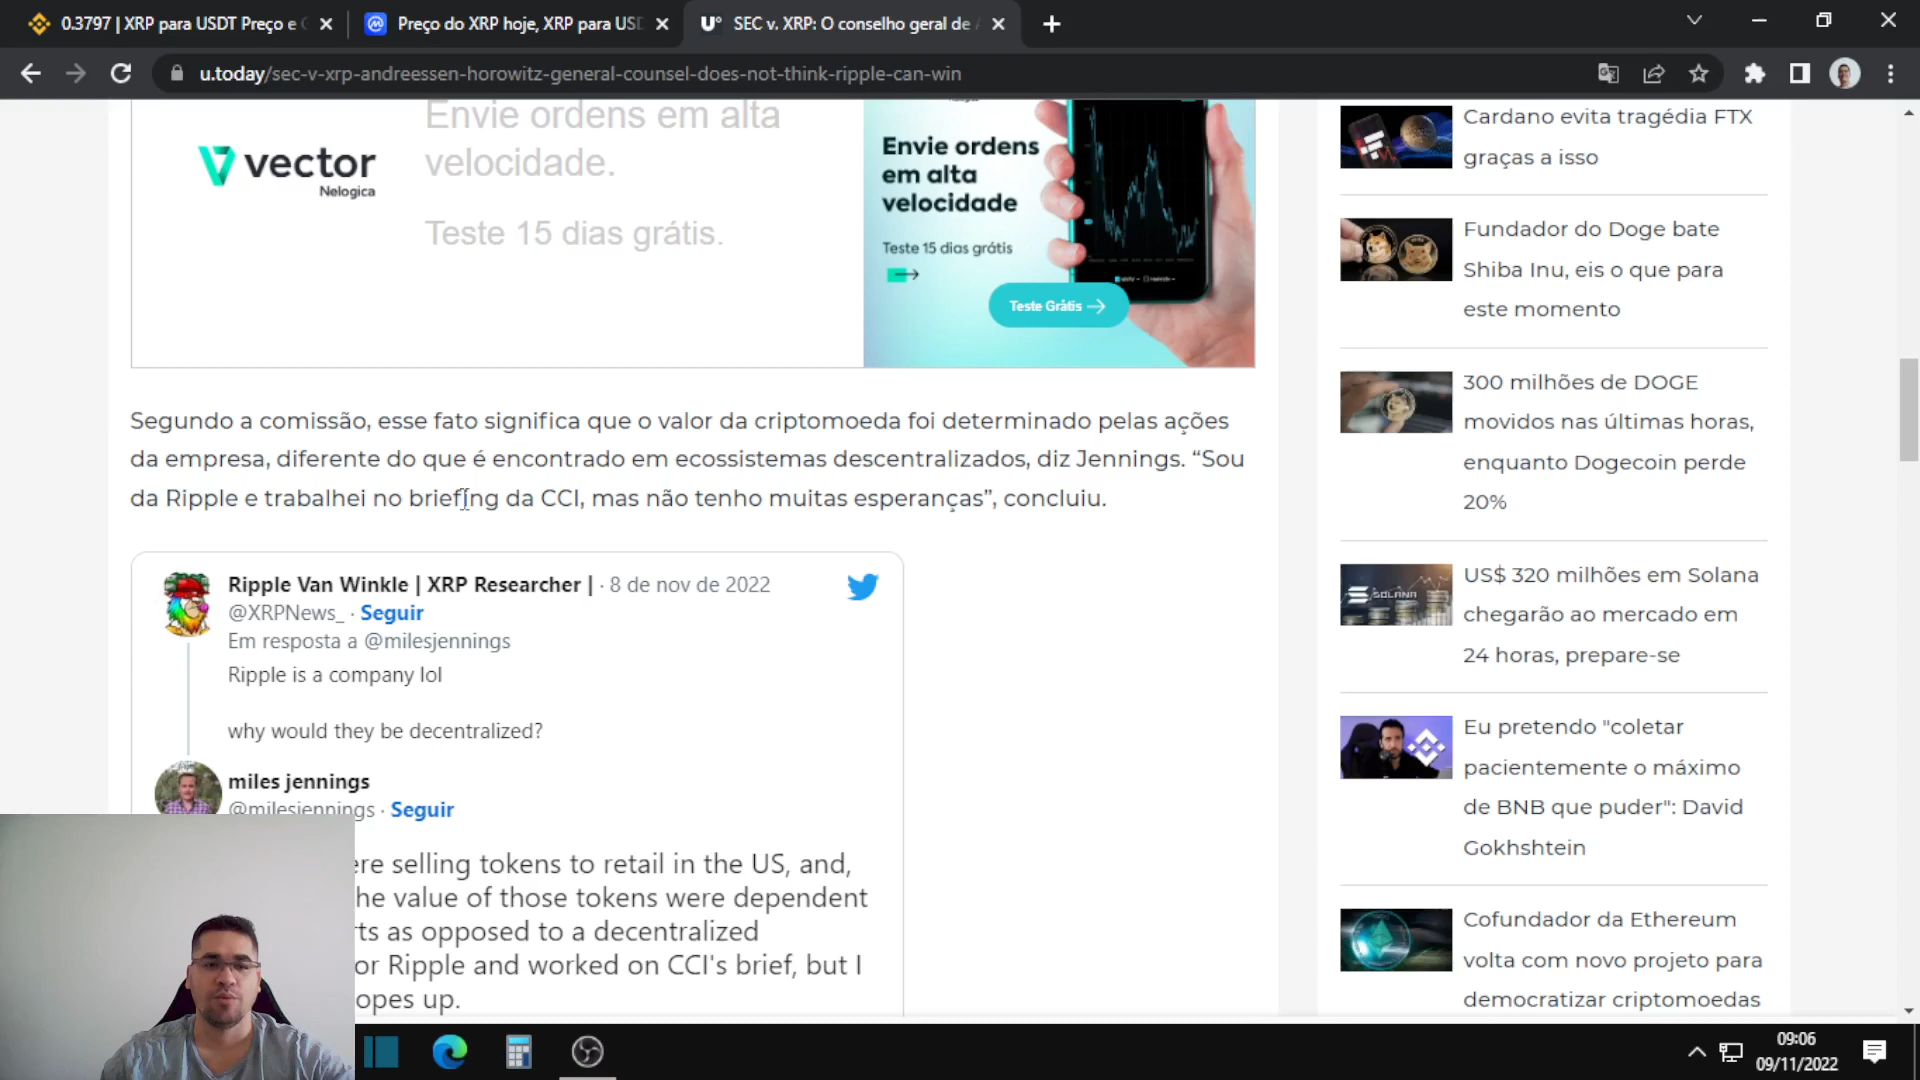 0.3797 | XRP para USDT Preço e
Preço do XRP hoje, XRP para USD
U° SEC v. XRP: O conselho geral de
u.today/sec-v-xrp-andreessen-horowitz-general-counsel-does-not-think-ripple-can-win
vector
Nelogica
Envie ordens em alta
velocidade.
Teste 15 dias grátis.
Envie ordens
em alta
velocidade
Teste 15 dias grátis
Teste Grátis →
Segundo a comissão, esse fato significa que o valor da criptomoeda foi determinado pelas ações
da empresa, diferente do que é encontrado em ecossistemas descentralizados, diz Jennings. “Sou
da Ripple e trabalhei no briefing da CCI, mas não tenho muitas esperanças”, concluiu.
Ripple Van Winkle | XRP Researcher | · 8 de nov de 2022
@XRPNews_ · Seguir
Em resposta a @milesjennings
Ripple is a company lol
why would they be decentralized?
miles jennings
@milesjennings · Seguir
ere selling tokens to retail in the US, and,
he value of those tokens were dependent
rts as opposed to a decentralized
or Ripple and worked on CCI's brief, but I
opes up.
Cardano evita tragédia FTX
graças a isso
Fundador do Doge bate
Shiba Inu, eis o que para
este momento
300 milhões de DOGE
movidos nas últimas horas,
enquanto Dogecoin perde
20%
SOLANA
US$ 320 milhões em Solana
chegarão ao mercado em
24 horas, prepare-se
Eu pretendo "coletar
pacientemente o máximo
de BNB que puder": David
Gokhshtein
Cofundador da Ethereum
volta com novo projeto para
democratizar criptomoedas
09:06
09/11/2022